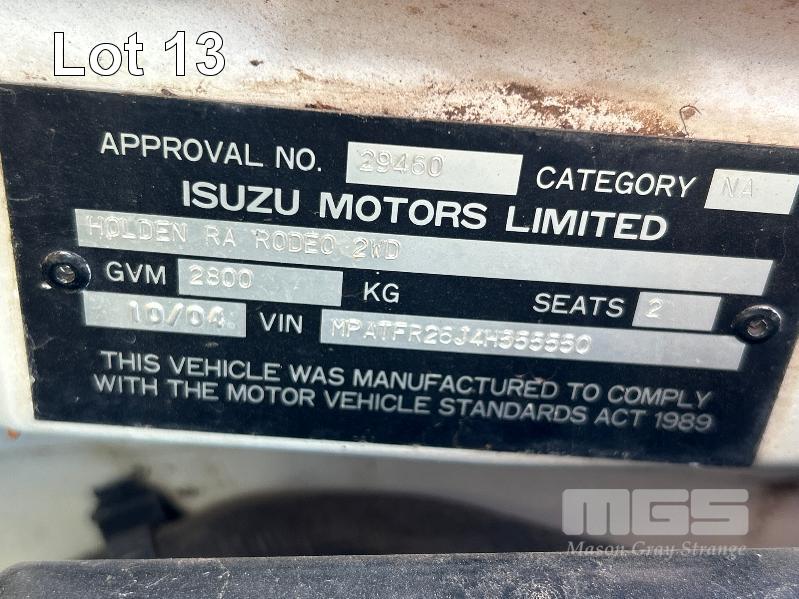 Lot 13
APPROVAL NO. 29460 CATEGORY NA
ISUZU MOTORS LIMITED
HOLDEN RA RODEO 2WD
GVM 2800 KG SEATS 2
10/04 VIN
THIS VEHICLE WAS MANUFACTURED TO COMPLY
WITH THE MOTOR VEHICLE STANDARDS ACT 1989
MGS
Mason Gray Strange